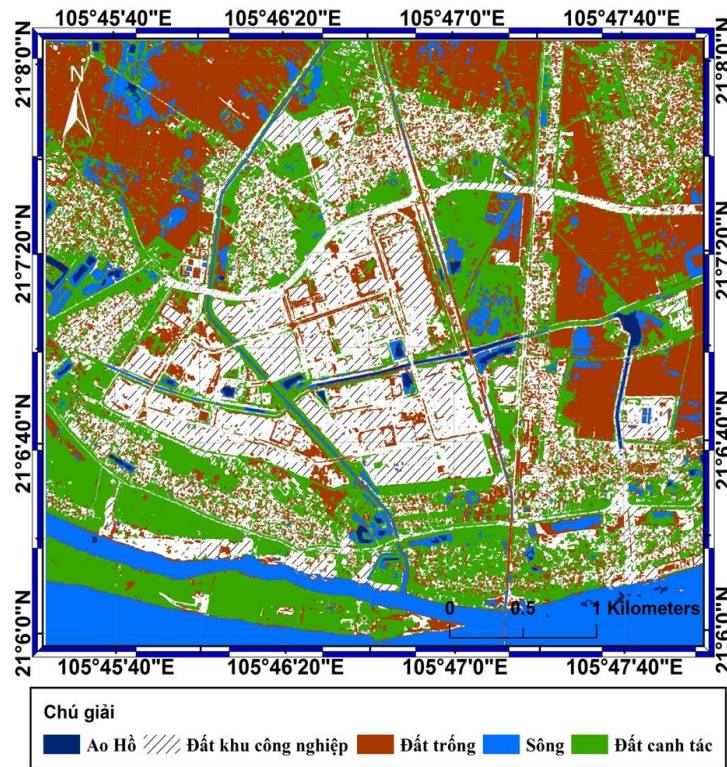 105°45'40"E 105°46'20"E 105°47'0"E 105°47'40"E
21°8'0"N 21°8'0"N
N
21°7'20"N 21°7'20"N
21°6'40"N 21°6'40"N
0 0.5 1 Kilometers
21°6'0"N 21°6'0"N
105°45'40"E 105°46'20"E 105°47'0"E 105°47'40"E
Chú giải
Ao Hồ Đất khu công nghiệp Đất trống Sông Đất canh tác